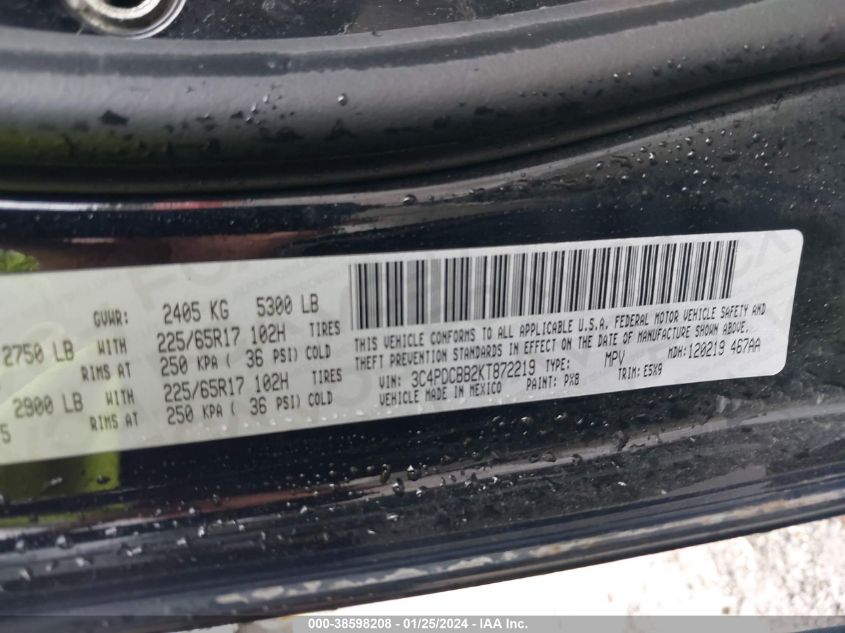 GVWR: 2405 KG 5300 LB
2750 LB WITH 225/65R17 102H TIRES
RIMS AT 250 KPA ( 36 PSI) COLD
2900 LB WITH 225/65R17 102H TIRES
5 RIMS AT 250 KPA ( 36 PSI) COLD
THIS VEHICLE CONFORMS TO ALL APPLICABLE U.S.A. FEDERAL MOTOR VEHICLE SAFETY AND
THEFT PREVENTION STANDARDS IN EFFECT ON THE DATE OF MANUFACTURE SHOWN ABOVE.
VIN: 3C4PDCBB2KT872219 TYPE: MPV MDH: 120219 467AA
VEHICLE MADE IN MEXICO PAINT: PXB TRIM: E5X9
000-38598208 - 01/25/2024 - IAA Inc.